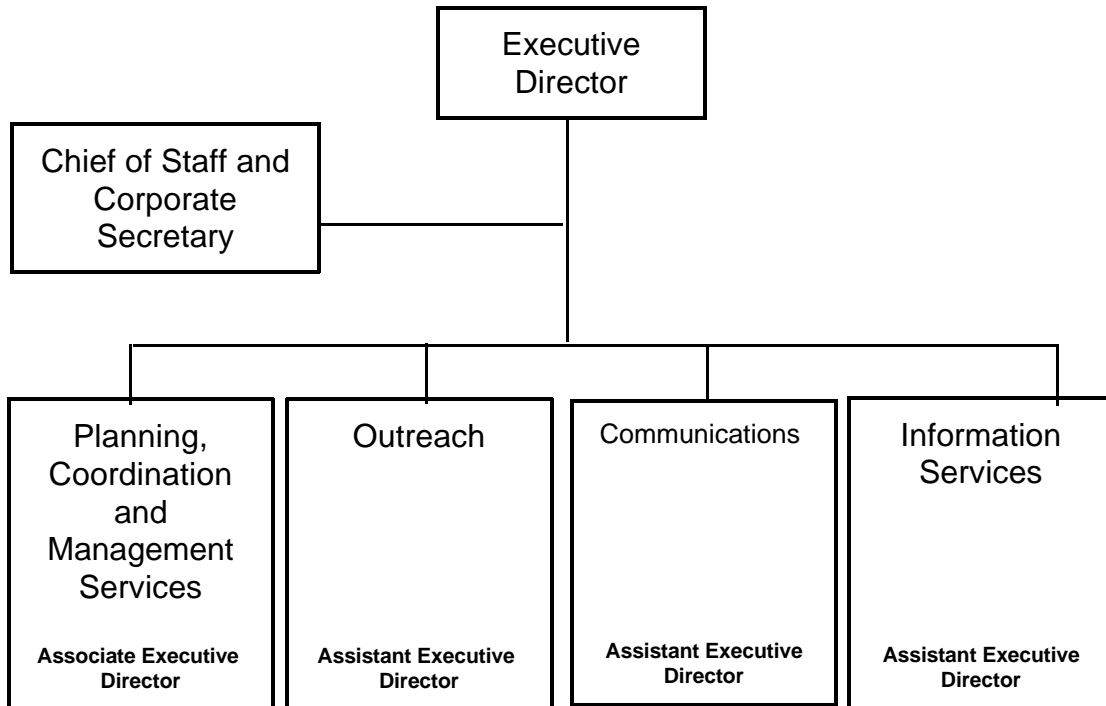 Executive
Director
Chief of Staff and
Corporate
Secretary
Planning,
Coordination
and
Management
Services
Associate Executive
Director
Outreach
Assistant Executive
Director
Communications
Assistant Executive
Director
Information
Services
Assistant Executive
Director